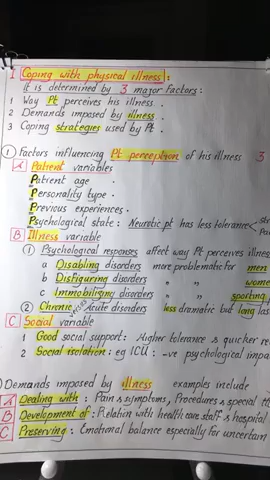 I Coping with physical illness :
It is determined by 3 major factors:
1 Way Pt perceives his illness.
2 Demands imposed by illness.
3 Coping strategies used by Pt.
① Factors influencing Pt perception of his illness 3
A Patient variables
Patient age .
Personality type .
Previous experiences.
Psychological state : Neurotic pt has less tolerance
B Illness variable
① Psychological responses affect way Pt perceives illness
a Disabling disorders more problematic for men
b Disfiguring disorders " "
c Immobilising disorders " " sporting
② Chronic versus Acute disorders less dramatic but long
C Social variable
1 Good social support : Higher tolerance & quicker
2 Social isolation : eg ICU : -ve psychological
Demands imposed by illness examples include
A Dealing with : Pain & symptoms, Procedures & special
B Development of : Relation with health care staff & hospital
C Preserving : Emotional balance especially for uncertain